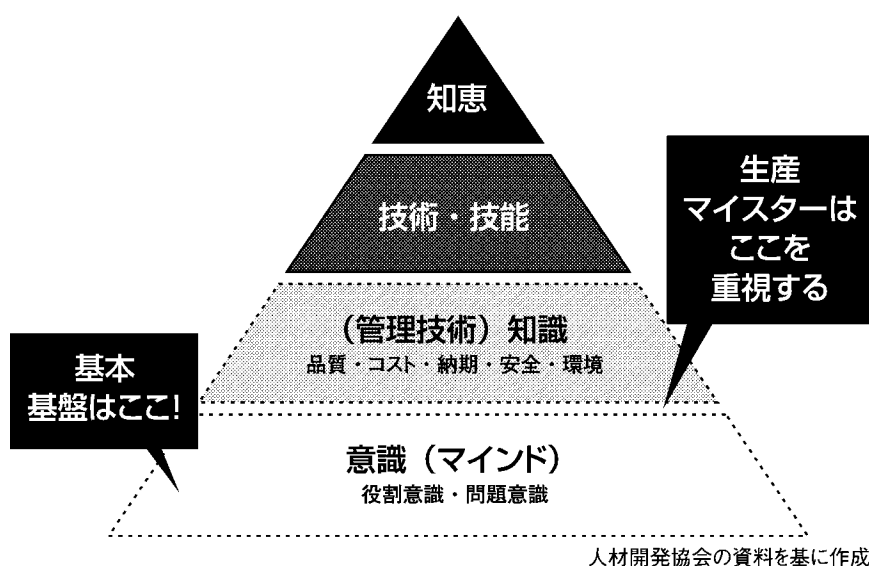 知恵
技術・技能
(管理技術)知識
品質・コスト・納期・安全・環境
意識(マインド)
役割意識・問題意識
生産
マイスターは
ここを
重視する
基本
基盤はここ!
人材開発協会の資料を基に作成